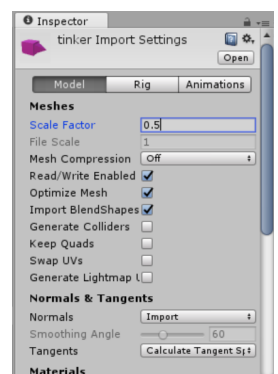 Inspector
tinker Import Settings
Open
Model Rig Animations
Meshes
Scale Factor 0.5
File Scale 1
Mesh Compression Off
Read/Write Enabled
Optimize Mesh
Import BlendShapes
Generate Colliders
Keep Quads
Swap UVs
Generate Lightmap
Normals & Tangents
Normals Import
Smoothing Angle 60
Tangents Calculate Tangent
Materials